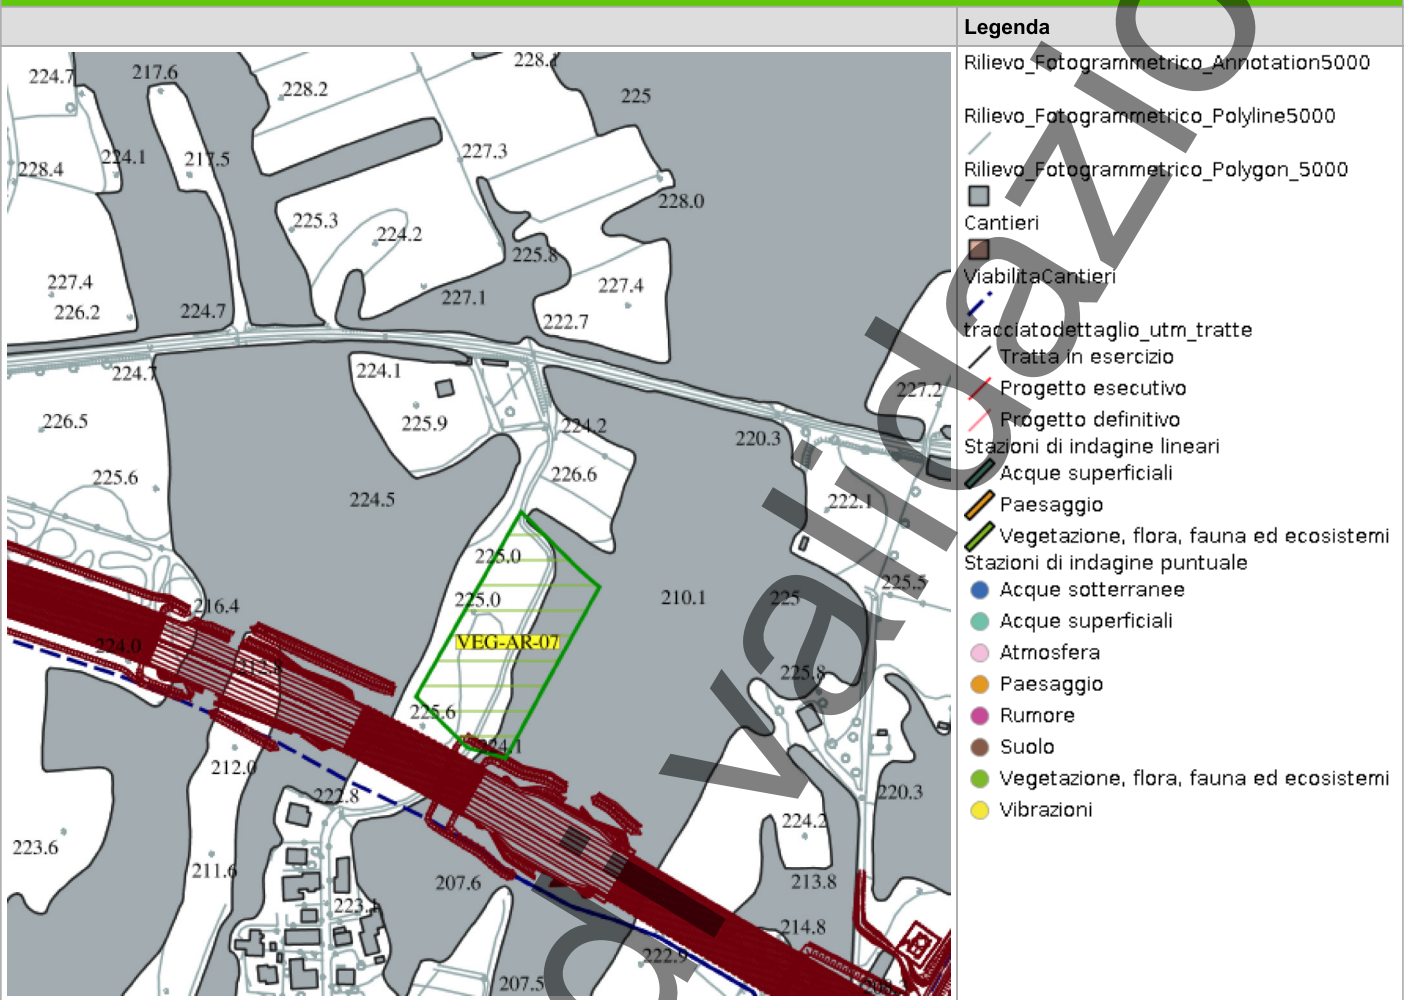 Legenda
Rilievo_Fotogrammetrico_Annotation5000
Rilievo_Fotogrammetrico_Polyline5000
Rilievo_Fotogrammetrico_Polygon_5000
Cantieri
ViabilitaCantieri
tracciatodettaglio_utm_tratte
Tratta in esercizio
Progetto esecutivo
Progetto definitivo
Stazioni di indagine lineari
Acque superficiali
Paesaggio
Vegetazione, flora, fauna ed ecosistemi
Stazioni di indagine puntuale
Acque sotterranee
Acque superficiali
Atmosfera
Paesaggio
Rumore
Suolo
Vegetazione, flora, fauna ed ecosistemi
Vibrazioni
224.7
217.6
228.2
228.1
225
228.4
224.1
217.5
227.3
228.0
225.3
224.2
225.8
227.4
226.2
224.7
227.1
227.4
222.7
224.7
224.1
227.2
226.5
225.9
224.2
220.3
225.6
224.5
226.6
222.1
225.0
225.0
210.1
225
225.5
216.4
224.0
VEG-AR-07
225.8
225.6
224.1
212.0
222.8
220.3
224.2
223.6
211.6
207.6
213.8
223.1
214.8
222.9
207.5
validazio